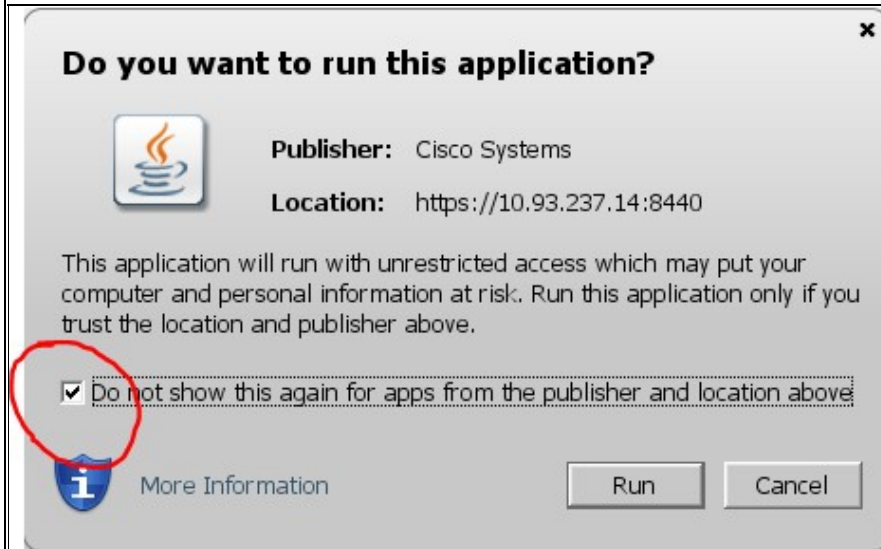 Do you want to run this application?
Publisher: Cisco Systems
Location: https://10.93.237.14:8440
This application will run with unrestricted access which may put your
computer and personal information at risk. Run this application only if you
trust the location and publisher above.
Do not show this again for apps from the publisher and location above
More Information
Run
Cancel